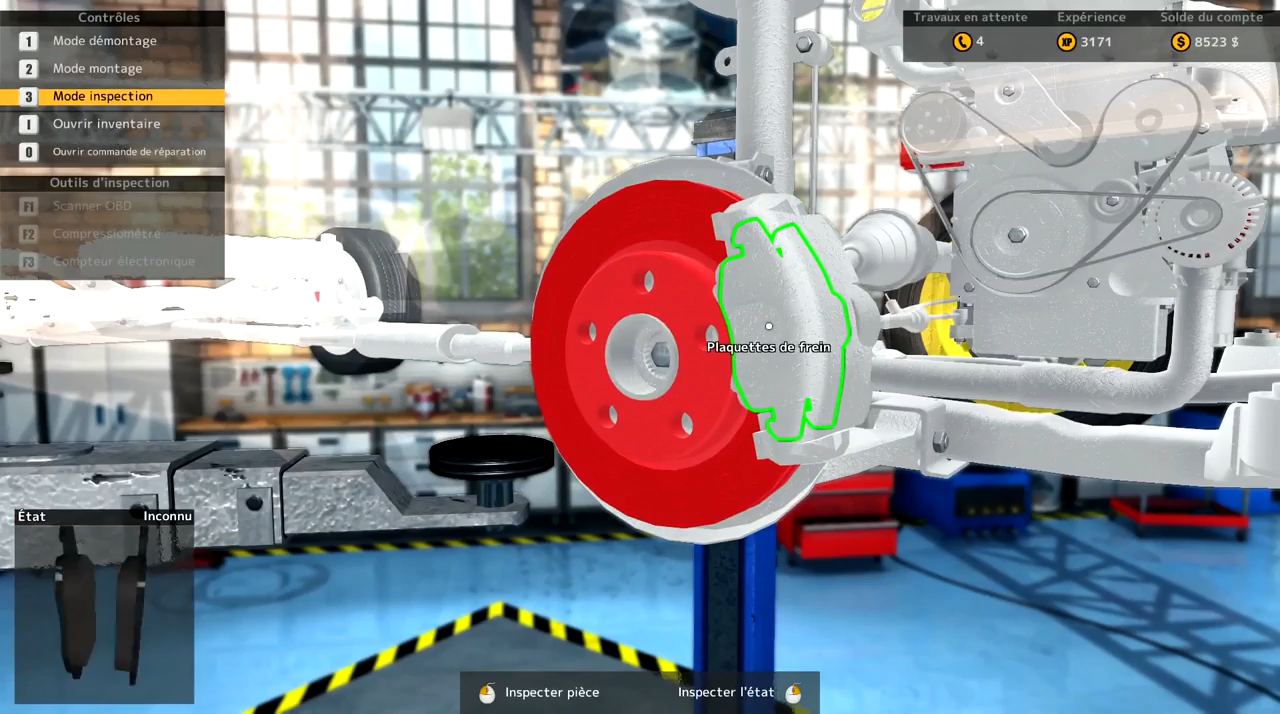 Contrôles
1 Mode démontage
2 Mode montage
3 Mode inspection
I Ouvrir inventaire
O Ouvrir commande de réparation
Outils d'inspection
F1 Scanner OBD
F2 Compressiomètre
F3 Compteur électronique
Travaux en attente Expérience Solde du compte
4 XP 3171 $ 8523 $
Plaquettes de frein
État Inconnu
Inspecter pièce Inspecter l'état